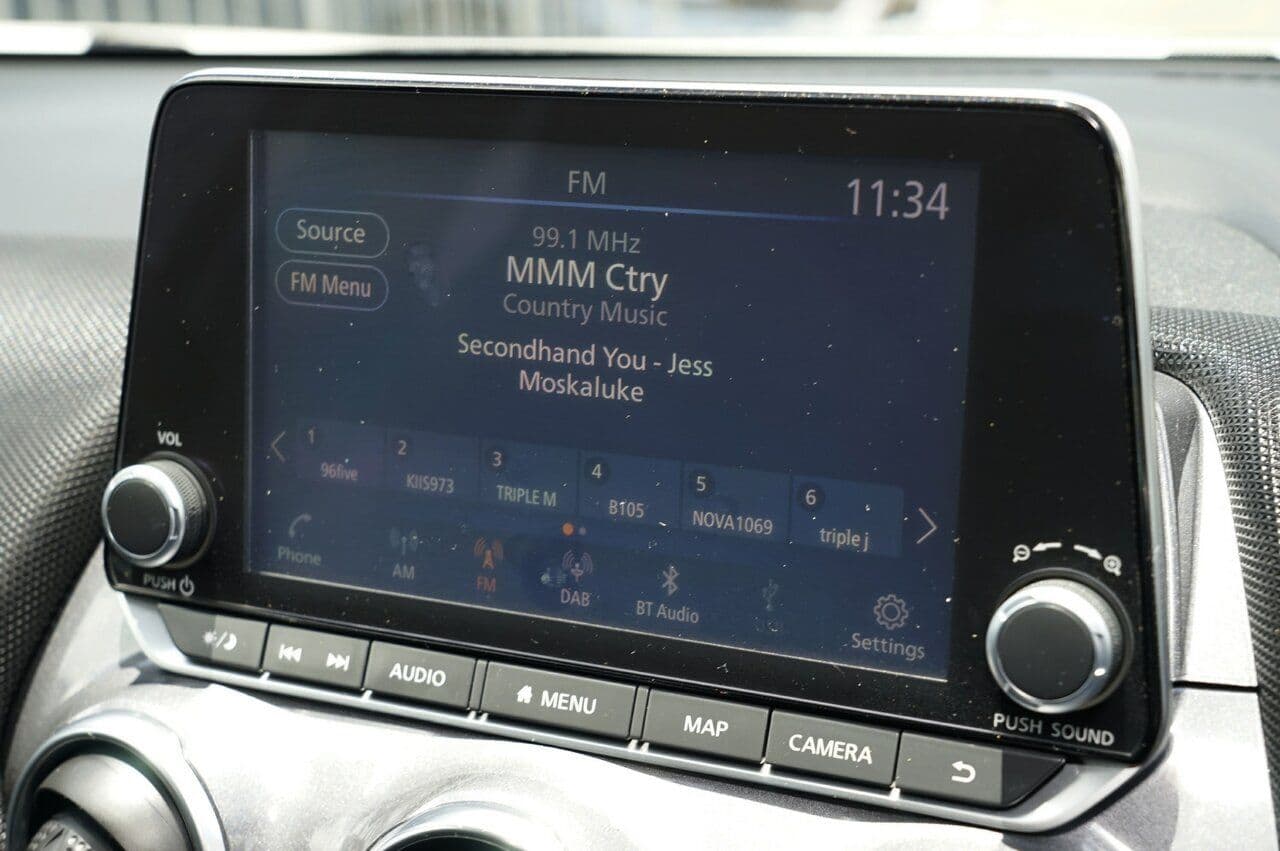 FM
11:34
Source
99.1 MHz
FM Menu
MMM Ctry
Country Music
Secondhand You - Jess
Moskaluke
1 2 3 4 5 6
96five KIIS973 TRIPLE M B105 NOVA1069 triple j
Phone AM FM DAB BT Audio Settings
VOL
PUSH
AUDIO MENU MAP CAMERA
PUSH SOUND